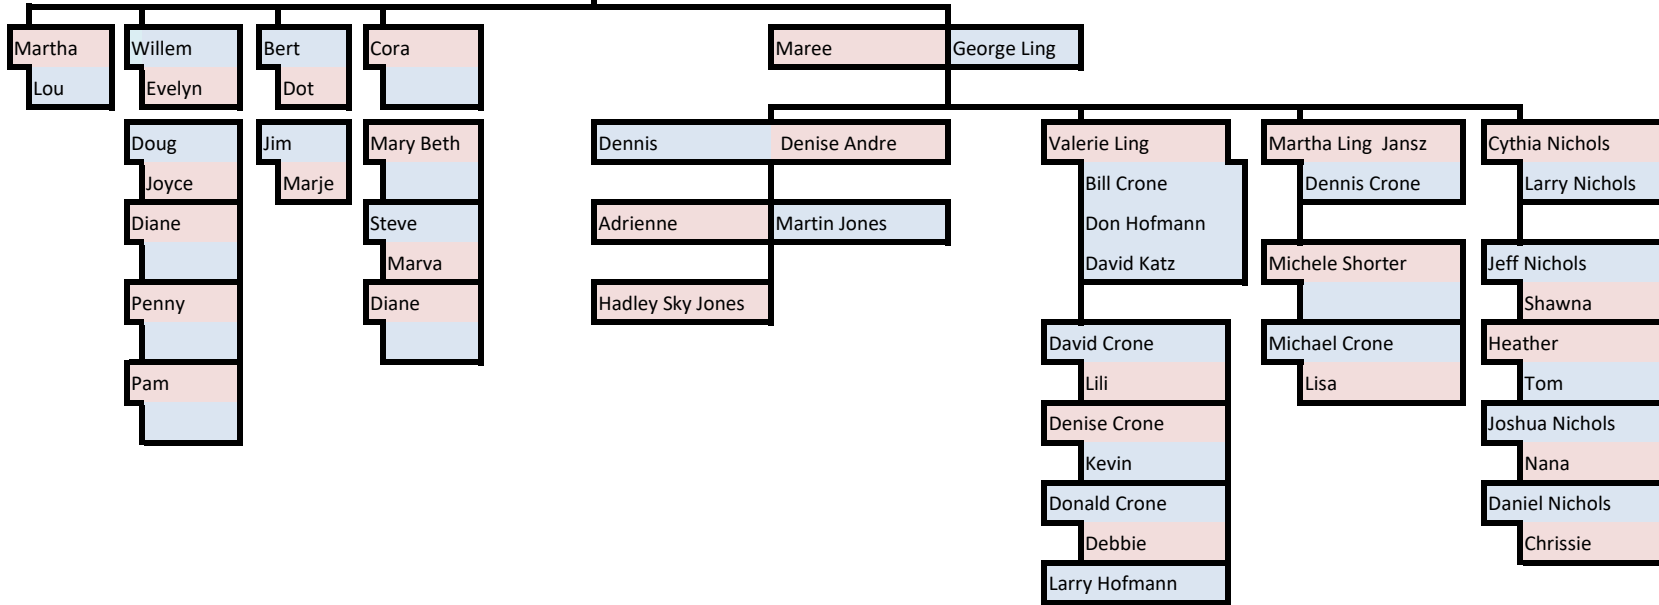 Martha
Lou
Willem
Evelyn
Bert
Dot
Cora
Maree
George Ling
Doug
Joyce
Diane
Penny
Pam
Jim
Marje
Mary Beth
Steve
Marva
Diane
Dennis
Denise Andre
Adrienne
Martin Jones
Hadley Sky Jones
Valerie Ling
Bill Crone
Don Hofmann
David Katz
David Crone
Lili
Denise Crone
Kevin
Donald Crone
Debbie
Larry Hofmann
Martha Ling Jansz
Dennis Crone
Michele Shorter
Michael Crone
Lisa
Cythia Nichols
Larry Nichols
Jeff Nichols
Shawna
Heather
Tom
Joshua Nichols
Nana
Daniel Nichols
Chrissie